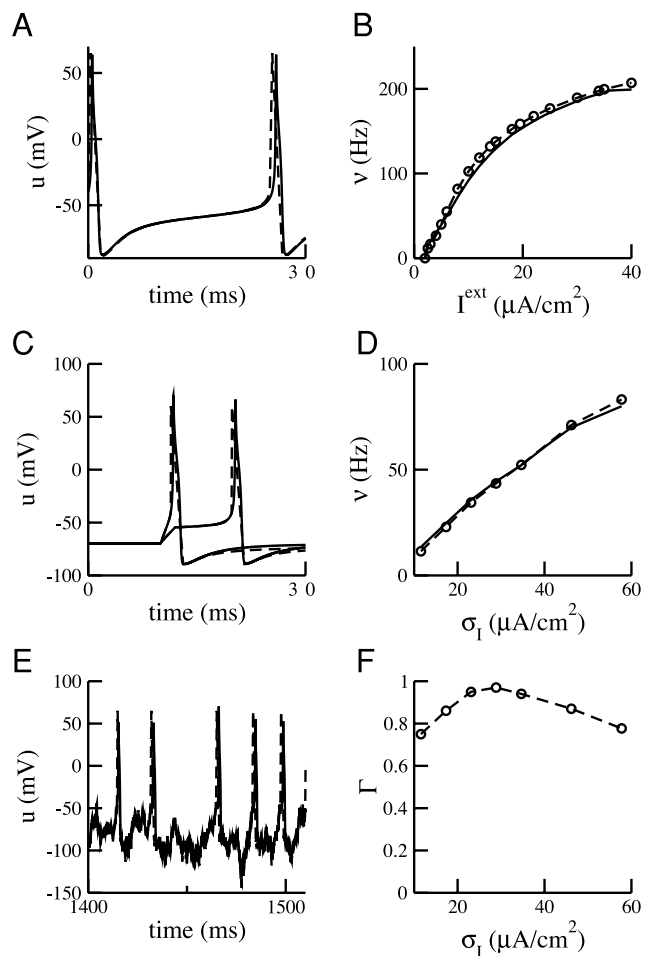 A
50
0
-50
u (mV)
0
3 0
time (ms)
B
200
100
0
ν (Hz)
0
20
40
I^ext (μA/cm²)
C
100
50
0
-50
-100
u (mV)
0
3 0
time (ms)
D
100
50
0
ν (Hz)
20
40
60
σ_I (μA/cm²)
E
100
50
0
-50
-100
-150
u (mV)
1400
1500
time (ms)
F
1
0.8
0.6
0.4
0.2
0
Γ
20
40
60
σ_I (μA/cm²)